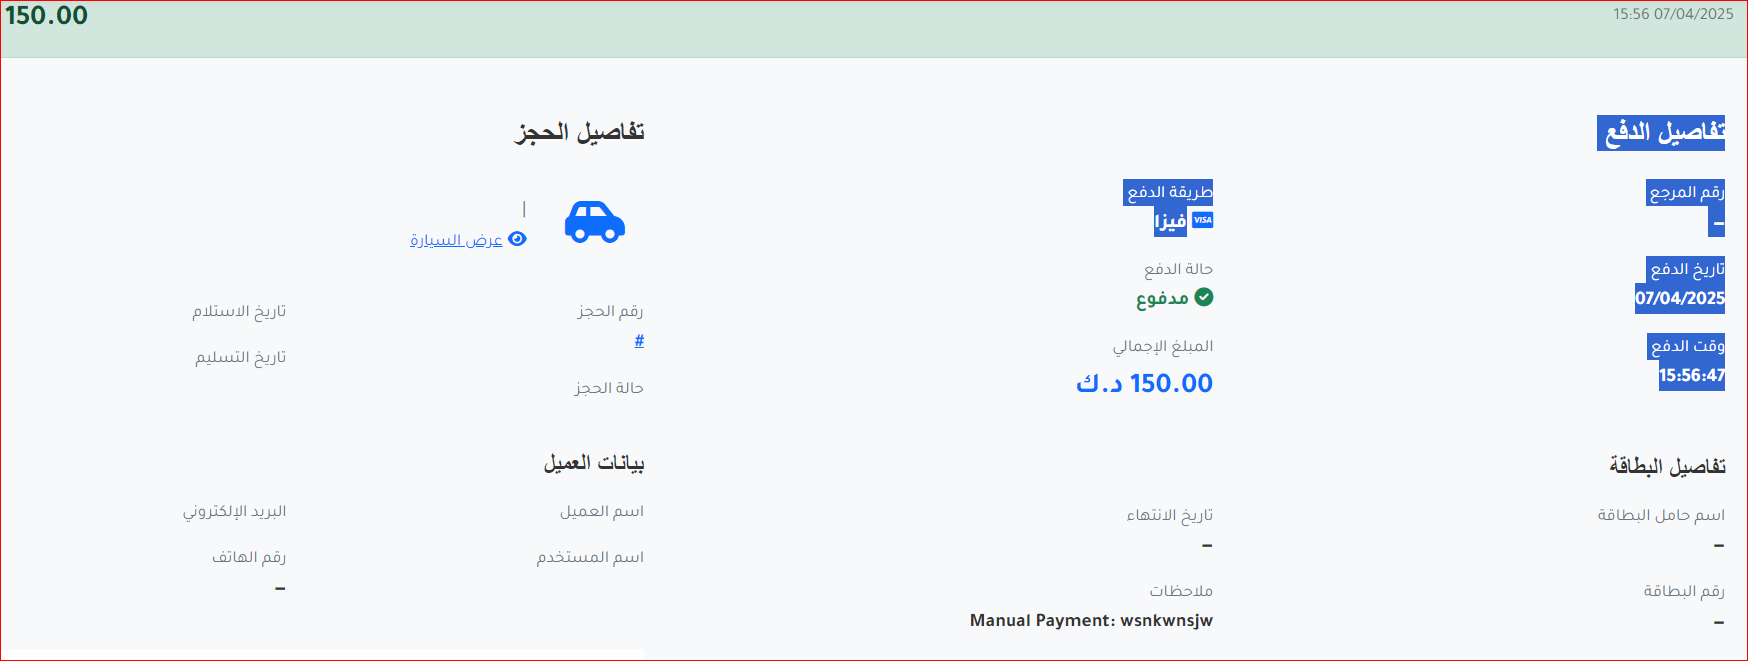 15:56 07/04/2025
150.00
تفاصيل الدفع
رقم المرجع
–
تاريخ الدفع
07/04/2025
وقت الدفع
15:56:47
طريقة الدفع
VISA فيزا
حالة الدفع
مدفوع
المبلغ الإجمالي
150.00 د.ك
تفاصيل البطاقة
اسم حامل البطاقة
–
رقم البطاقة
–
تاريخ الانتهاء
–
ملاحظات
Manual Payment: wsnkwnsjw
تفاصيل الحجز
|
عرض السيارة
رقم الحجز
#
حالة الحجز
تاريخ الاستلام
تاريخ التسليم
بيانات العميل
اسم العميل
اسم المستخدم
البريد الإلكتروني
رقم الهاتف
–